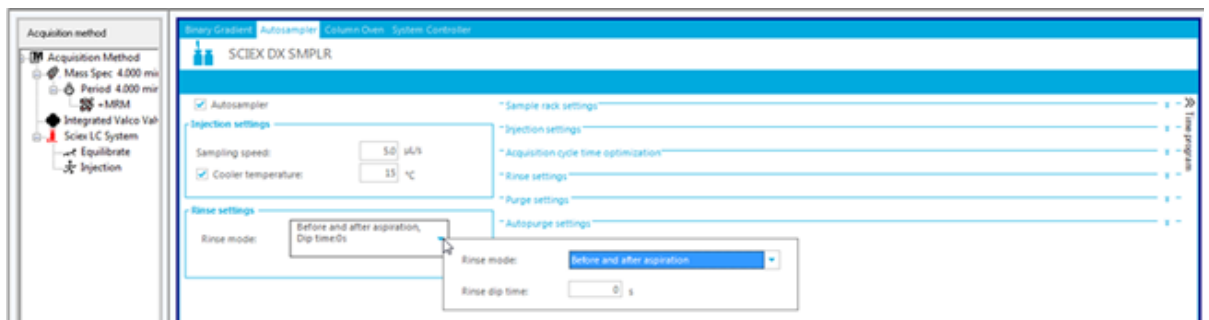 Acquisition method
Acquisition Method
Mass Spec 4.000 min
Period 4.000 min
+MRM
Integrated Valco Val
Sciex LC System
Equilibrate
Injection
Binary Gradient Autosampler Column Oven System Controller
SCIEX DX SMPLR
Autosampler
Injection settings
Sampling speed: 5.0 µL/s
Cooler temperature: 15 °C
Rinse settings
Rinse mode: Before and after aspiration,
Dip time:0s
Sample rack settings
Injection settings
Acquisition cycle time optimization
Rinse settings
Purge settings
Autopurge settings
Time program
Rinse mode: Before and after aspiration
Rinse dip time: 0 s